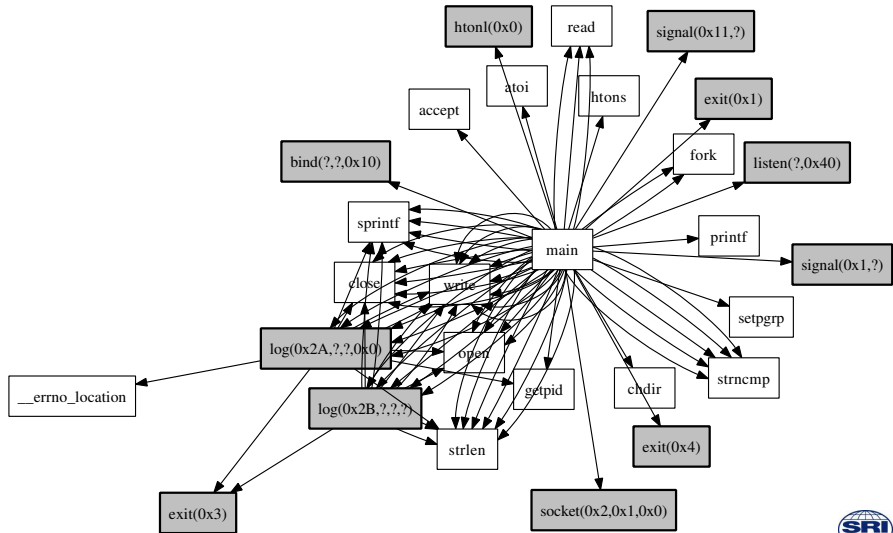 htonl(0x0)
read
signal(0x11,?)
atoi
htons
accept
exit(0x1)
fork
bind(?,?,0x10)
listen(?,0x40)
sprintf
main
printf
close
write
signal(0x1,?)
setpgrp
log(0x2A,?,?,0x0)
open
strncmp
__errno_location
getpid
chdir
log(0x2B,?,?,?)
strlen
exit(0x4)
exit(0x3)
socket(0x2,0x1,0x0)
SRI